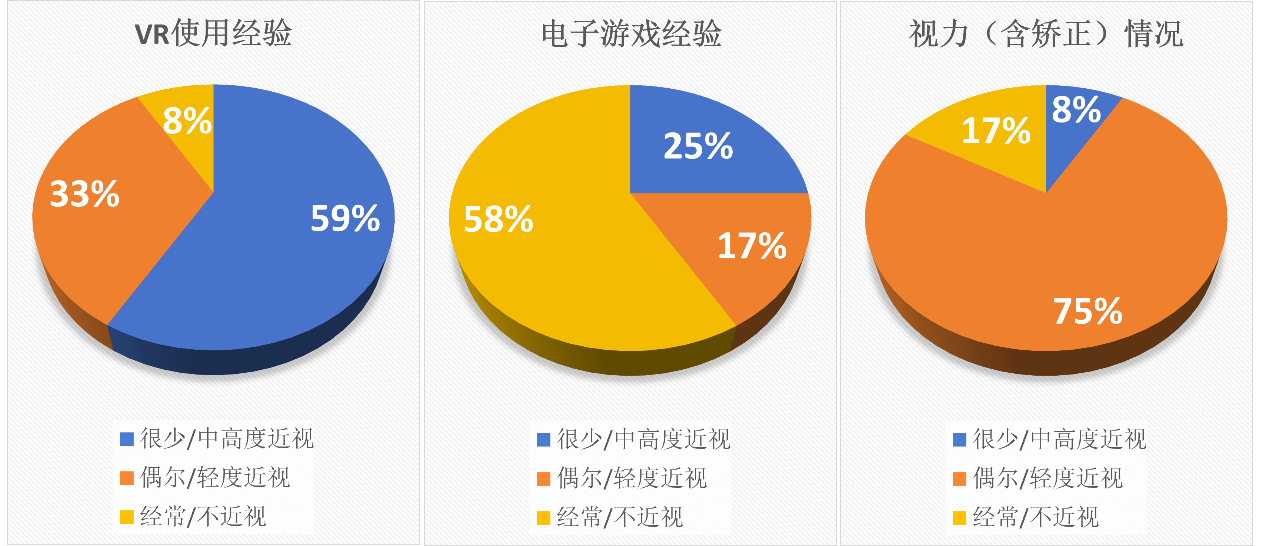 VR使用经验
8%
33%
59%
很少/中高度近视
偶尔/轻度近视
经常/不近视
电子游戏经验
25%
58%
17%
很少/中高度近视
偶尔/轻度近视
经常/不近视
视力（含矫正）情况
8%
17%
75%
很少/中高度近视
偶尔/轻度近视
经常/不近视